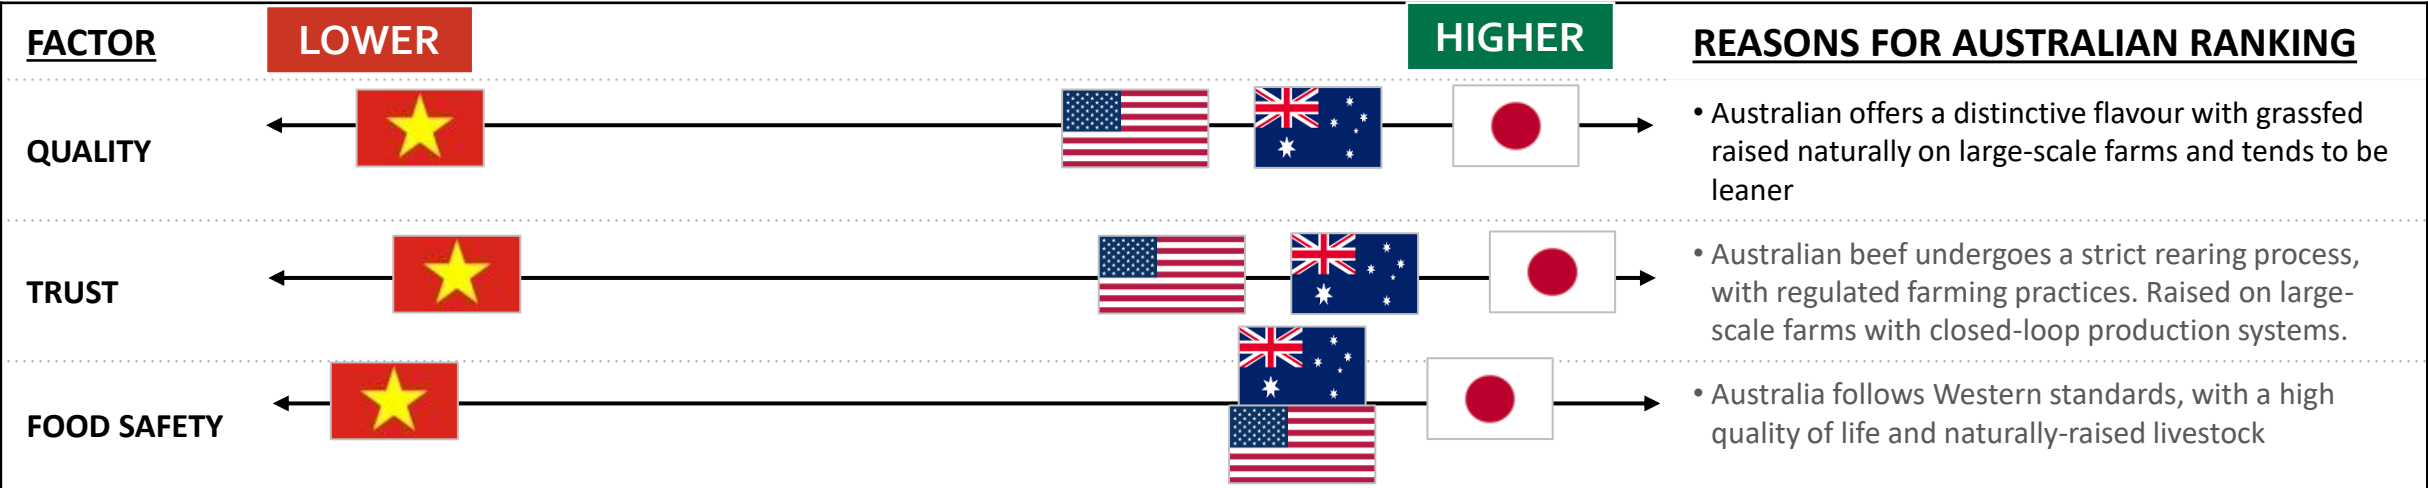 FACTOR
LOWER
HIGHER
REASONS FOR AUSTRALIAN RANKING
QUALITY
• Australian offers a distinctive flavour with grassfed
raised naturally on large-scale farms and tends to be
leaner
TRUST
• Australian beef undergoes a strict rearing process,
with regulated farming practices. Raised on large-
scale farms with closed-loop production systems.
FOOD SAFETY
• Australia follows Western standards, with a high
quality of life and naturally-raised livestock